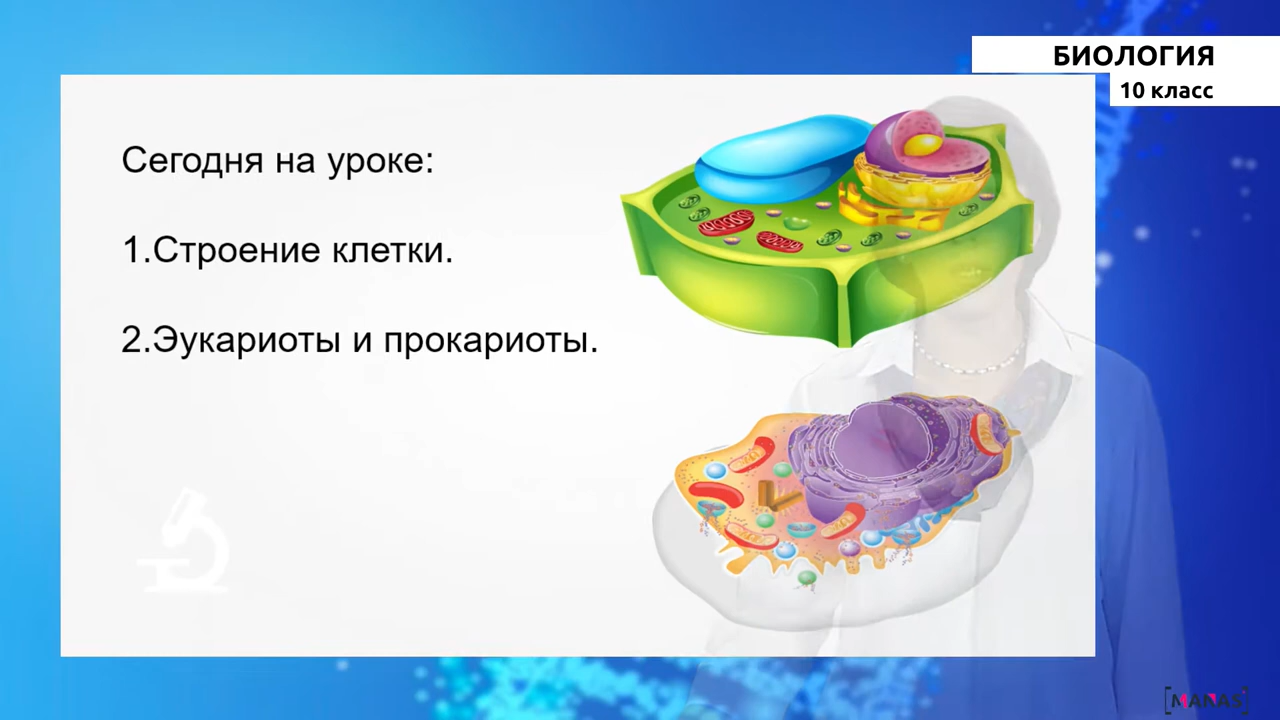 БИОЛОГИЯ
10 класс
Сегодня на уроке:
1.Строение клетки.
2.Эукариоты и прокариоты.
[MANAS]